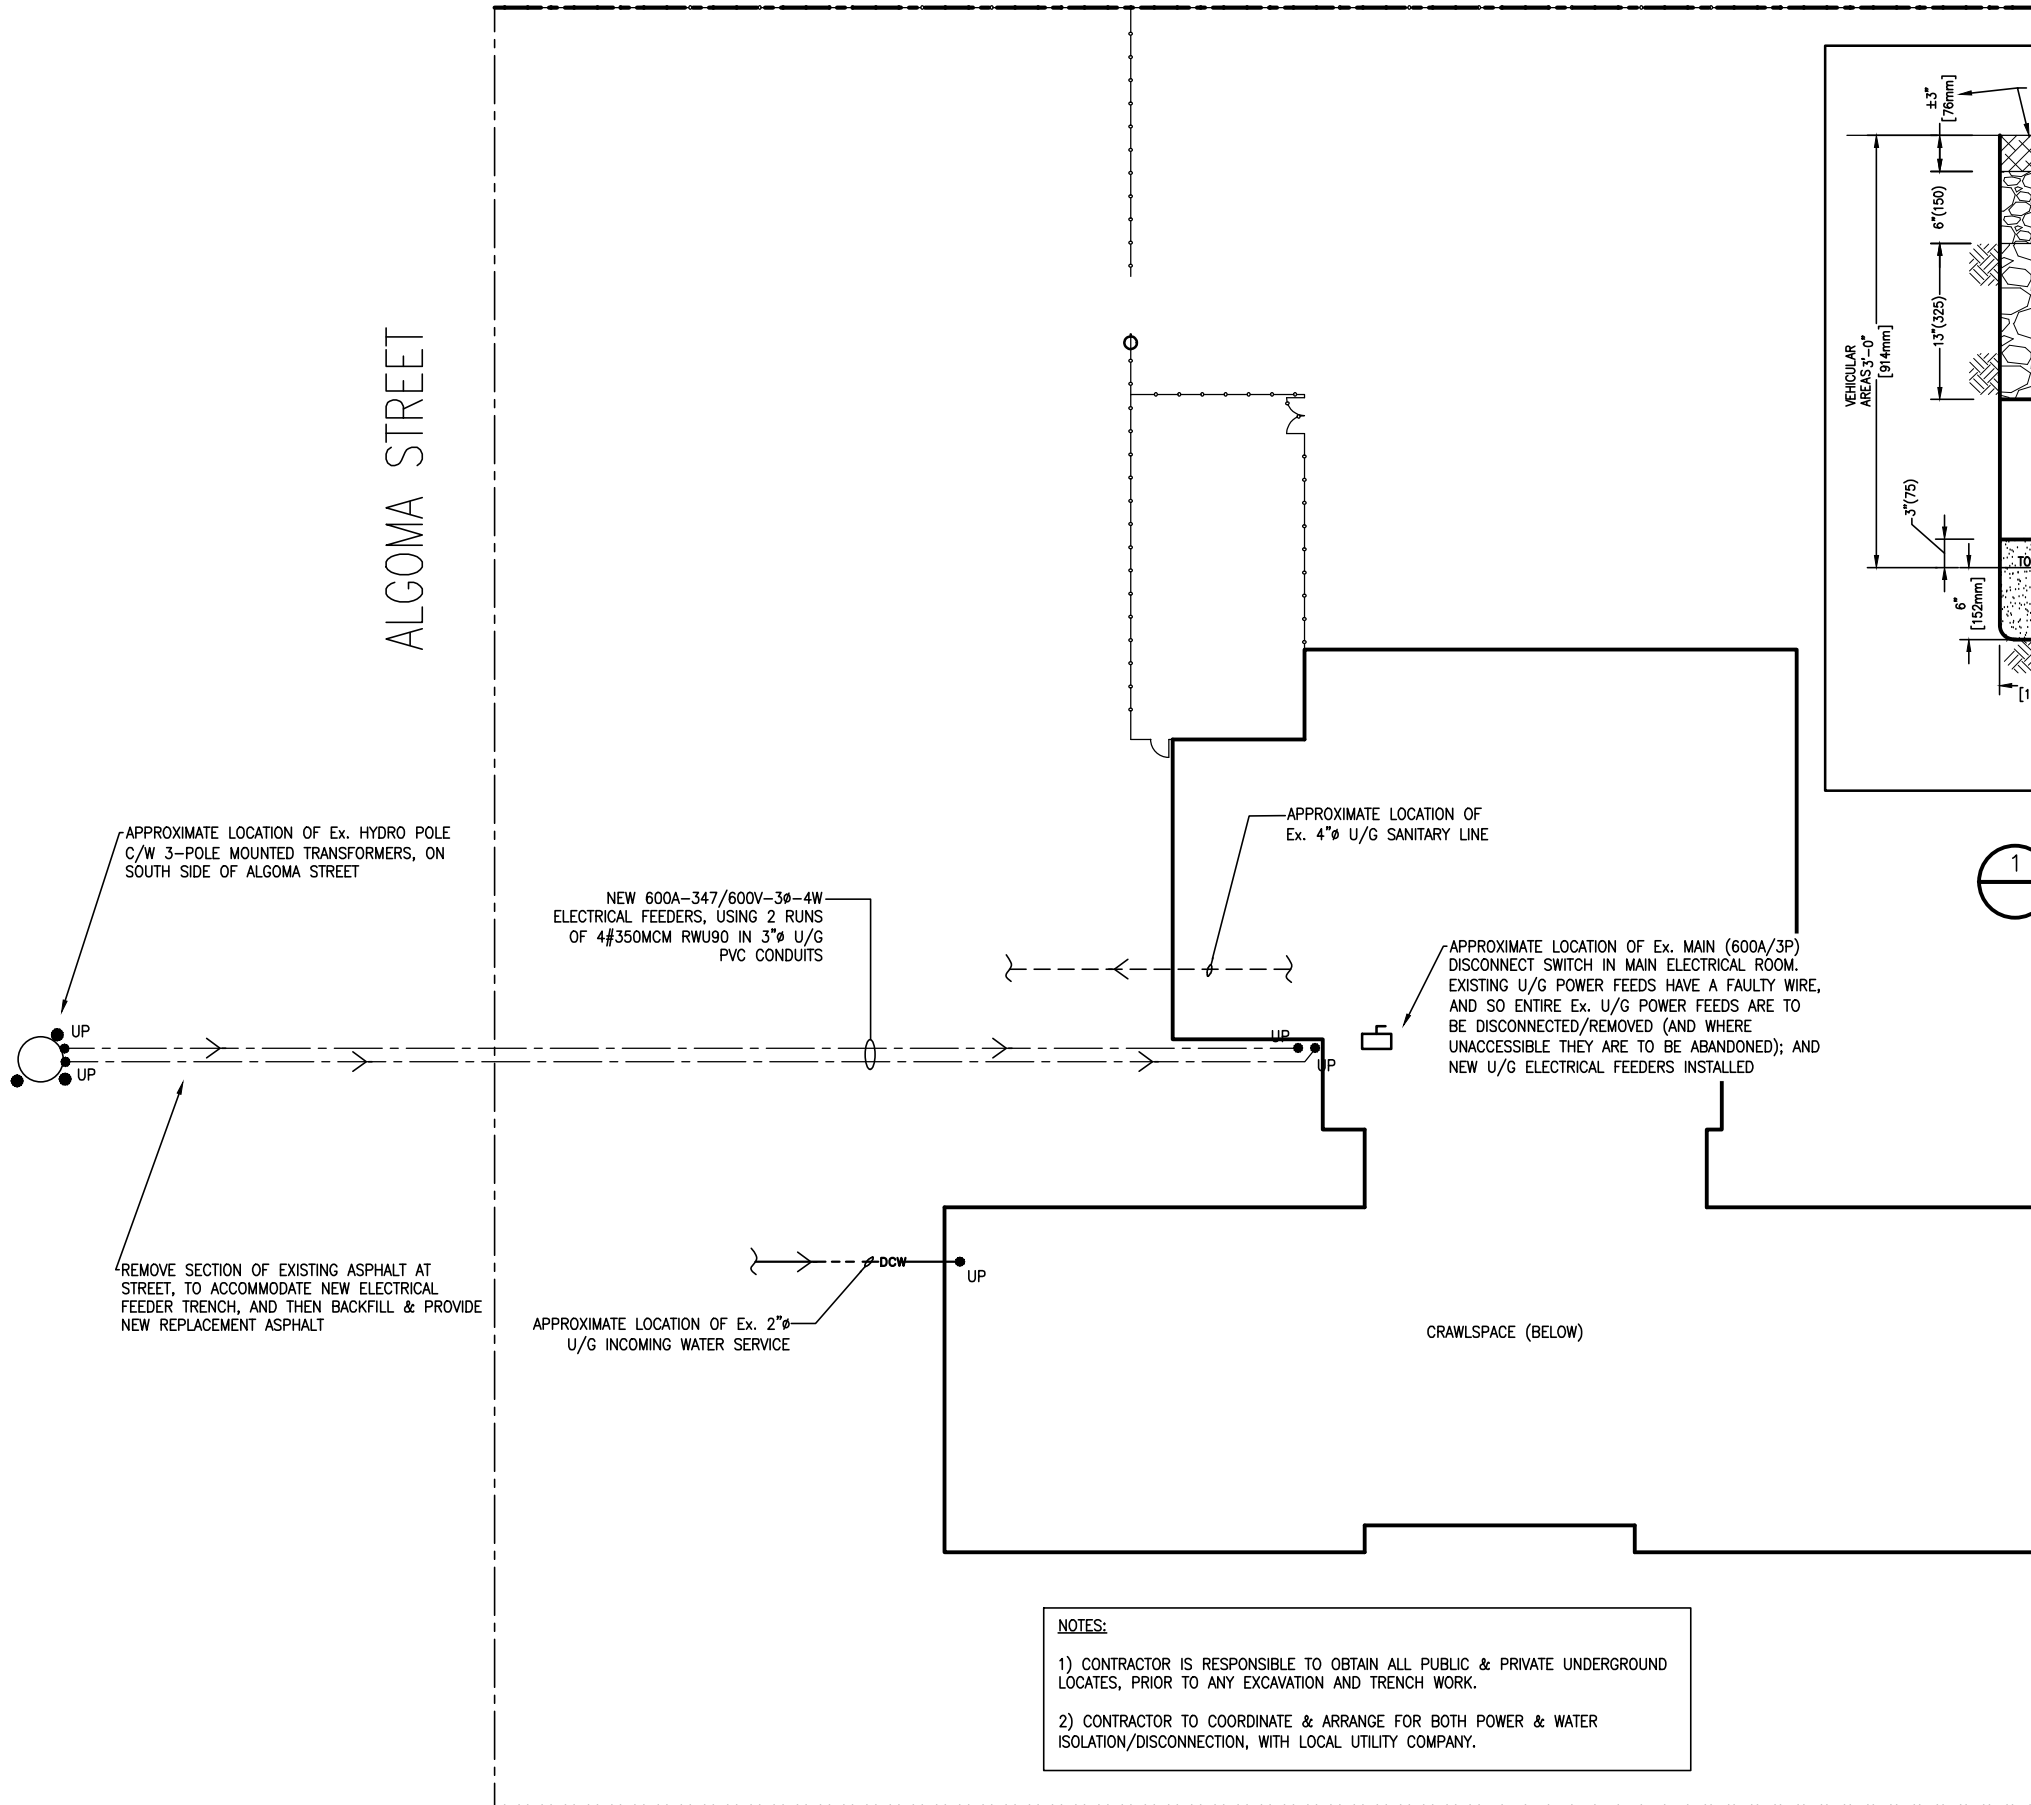 ±3"
[76mm]
6"(150)
13"(325)
VEHICULAR
AREAS 3'-0"
[914mm]
3"(75)
6"
[152mm]
TO
[1
1
ALGOMA STREET
APPROXIMATE LOCATION OF Ex. HYDRO POLE
C/W 3-POLE MOUNTED TRANSFORMERS, ON
SOUTH SIDE OF ALGOMA STREET
NEW 600A-347/600V-3ø-4W
ELECTRICAL FEEDERS, USING 2 RUNS
OF 4#350MCM RWU90 IN 3"ø U/G
PVC CONDUITS
APPROXIMATE LOCATION OF
Ex. 4"ø U/G SANITARY LINE
APPROXIMATE LOCATION OF Ex. MAIN (600A/3P)
DISCONNECT SWITCH IN MAIN ELECTRICAL ROOM.
EXISTING U/G POWER FEEDS HAVE A FAULTY WIRE,
AND SO ENTIRE Ex. U/G POWER FEEDS ARE TO
BE DISCONNECTED/REMOVED (AND WHERE
UNACCESSIBLE THEY ARE TO BE ABANDONED); AND
NEW U/G ELECTRICAL FEEDERS INSTALLED
UP
UP
UP
UP
REMOVE SECTION OF EXISTING ASPHALT AT
STREET, TO ACCOMMODATE NEW ELECTRICAL
FEEDER TRENCH, AND THEN BACKFILL & PROVIDE
NEW REPLACEMENT ASPHALT
DCW
UP
APPROXIMATE LOCATION OF Ex. 2"ø
U/G INCOMING WATER SERVICE
CRAWLSPACE (BELOW)
NOTES:
1) CONTRACTOR IS RESPONSIBLE TO OBTAIN ALL PUBLIC & PRIVATE UNDERGROUND
LOCATES, PRIOR TO ANY EXCAVATION AND TRENCH WORK.
2) CONTRACTOR TO COORDINATE & ARRANGE FOR BOTH POWER & WATER
ISOLATION/DISCONNECTION, WITH LOCAL UTILITY COMPANY.